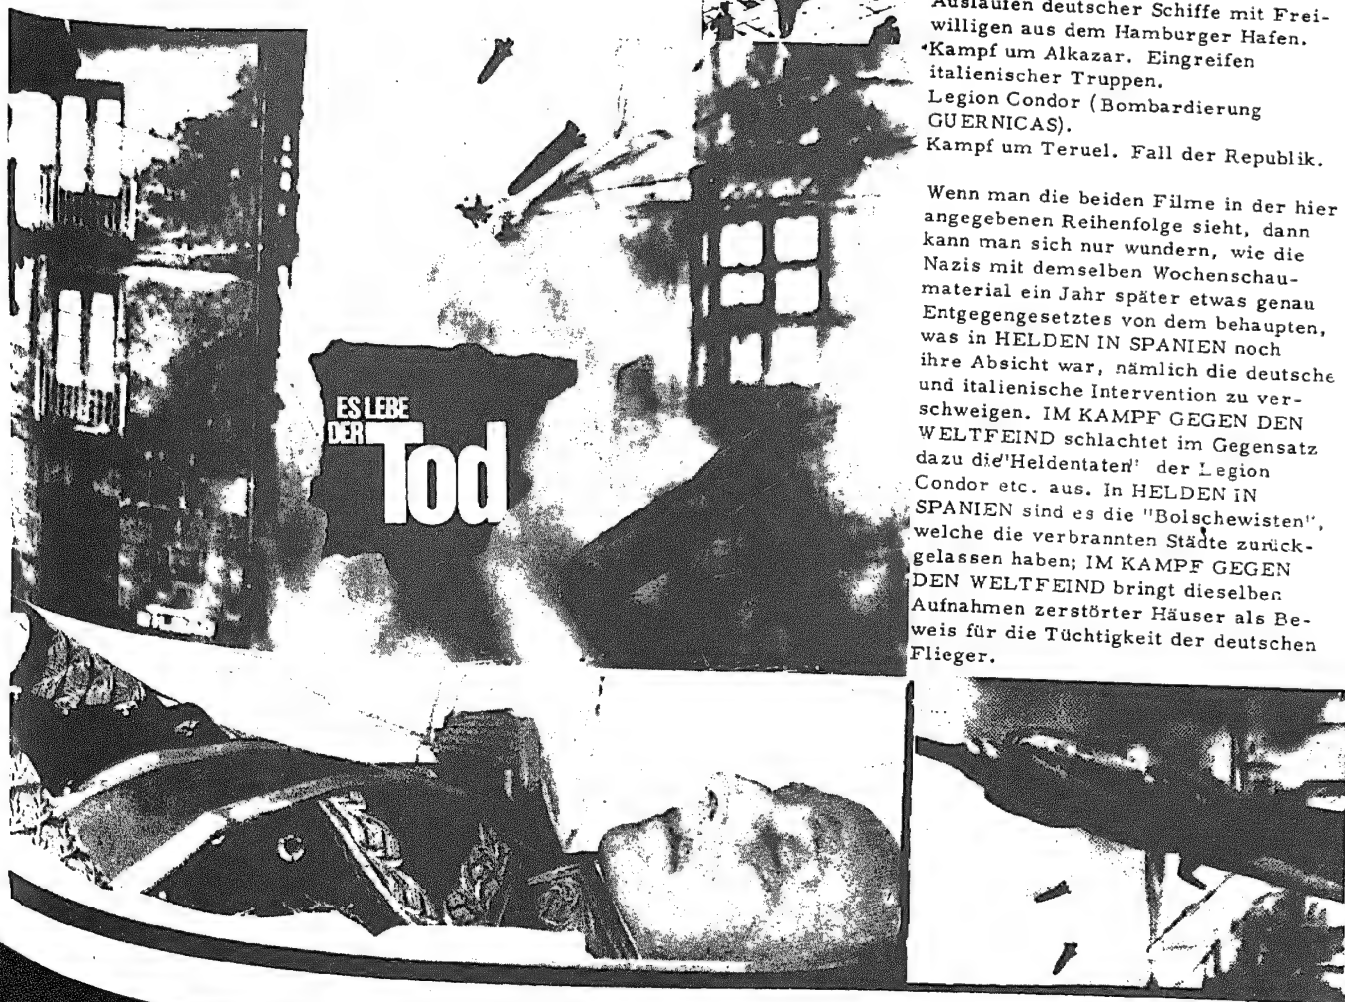 ES LEBE
DER
Tod
Auslaufen deutscher Schiffe mit Frei-
willigen aus dem Hamburger Hafen.
Kampf um Alkazar. Eingreifen
italienischer Truppen.
Legion Condor (Bombardierung
GUERNICAS).
Kampf um Teruel. Fall der Republik.
Wenn man die beiden Filme in der hier
angegebenen Reihenfolge sieht, dann
kann man sich nur wundern, wie die
Nazis mit demselben Wochenschau-
material ein Jahr später etwas genau
Entgegengesetztes von dem behaupten,
was in HELDEN IN SPANIEN noch
ihre Absicht war, nämlich die deutsche
und italienische Intervention zu ver-
schweigen. IM KAMPF GEGEN DEN
WELTFEIND schlachtet im Gegensatz
dazu die"Heldentaten" der Legion
Condor etc. aus. In HELDEN IN
SPANIEN sind es die "Bolschewisten",
welche die verbrannten Städte zurück-
gelassen haben; IM KAMPF GEGEN
DEN WELTFEIND bringt dieselben
Aufnahmen zerstörter Häuser als Be-
weis für die Tüchtigkeit der deutschen
Flieger.